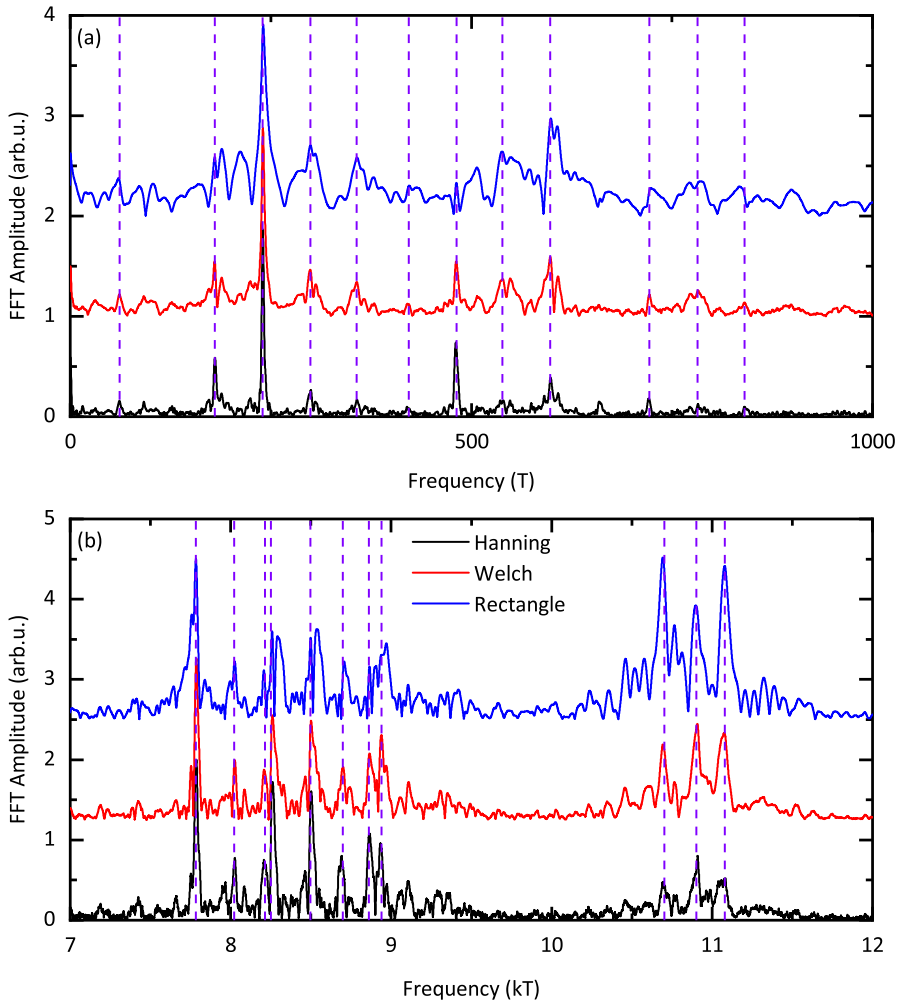 4
(a)
3
FFT Amplitude (arb.u.)
2
1
0
0 500 1000
Frequency (T)
5
(b)
Hanning
Welch
Rectangle
4
3
FFT Amplitude (arb.u.)
2
1
0
7 8 9 10 11 12
Frequency (kT)